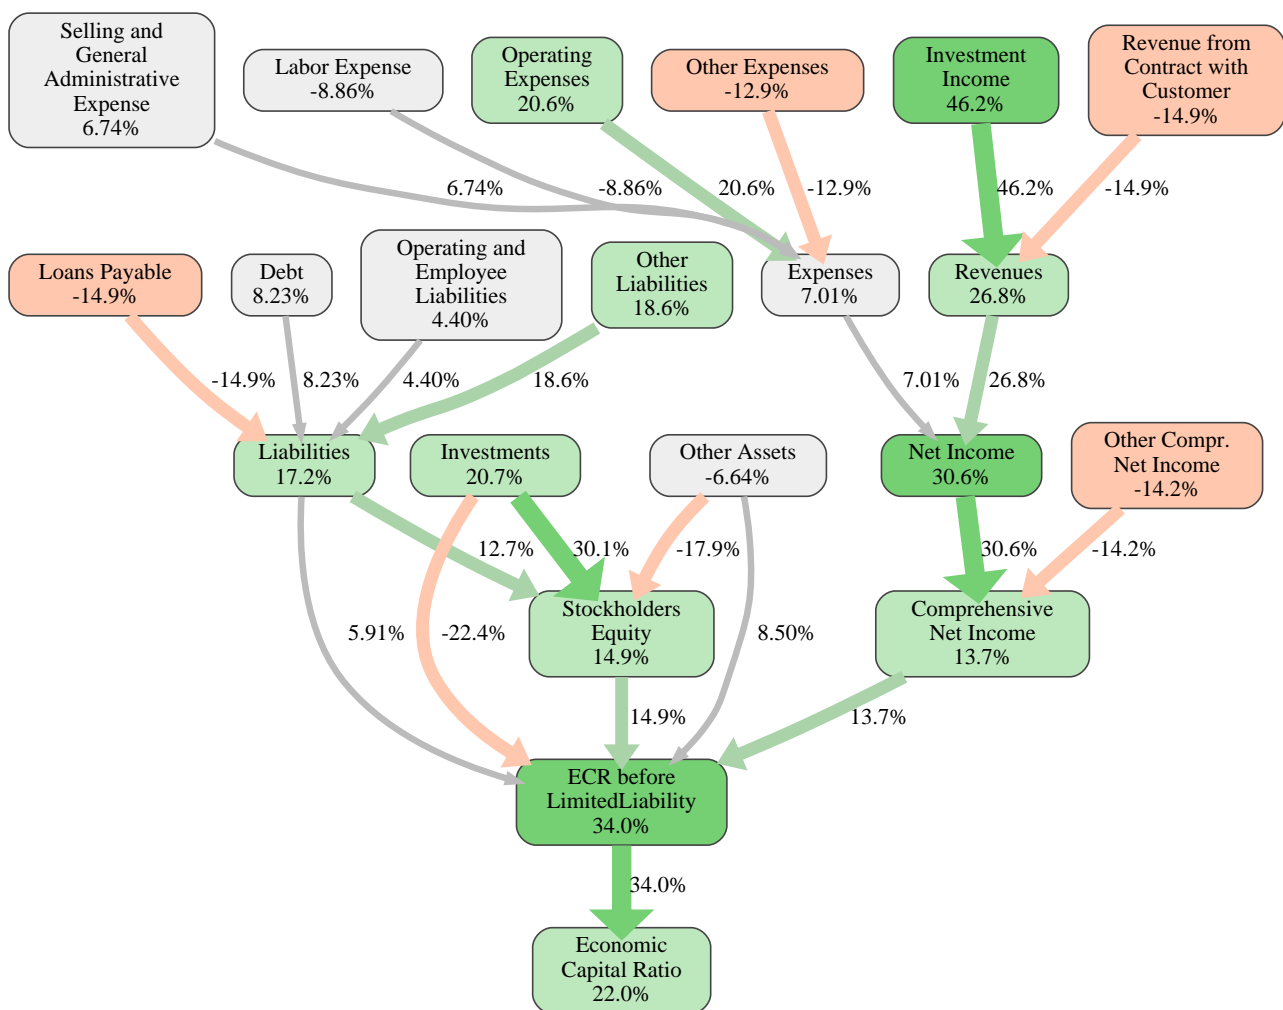 Selling and
General
Administrative
Expense
6.74%
Labor Expense
-8.86%
Operating
Expenses
20.6%
Other Expenses
-12.9%
Investment
Income
46.2%
Revenue from
Contract with
Customer
-14.9%
6.74%
-8.86%
20.6%
-12.9%
46.2%
-14.9%
Loans Payable
-14.9%
Debt
8.23%
Operating and
Employee
Liabilities
4.40%
Other
Liabilities
18.6%
Expenses
7.01%
Revenues
26.8%
-14.9%
8.23%
4.40%
18.6%
7.01%
26.8%
Liabilities
17.2%
Investments
20.7%
Other Assets
-6.64%
Net Income
30.6%
Other Compr.
Net Income
-14.2%
12.7%
30.1%
-17.9%
30.6%
-14.2%
5.91%
-22.4%
Stockholders
Equity
14.9%
8.50%
Comprehensive
Net Income
13.7%
14.9%
13.7%
ECR before
LimitedLiability
34.0%
34.0%
Economic
Capital Ratio
22.0%